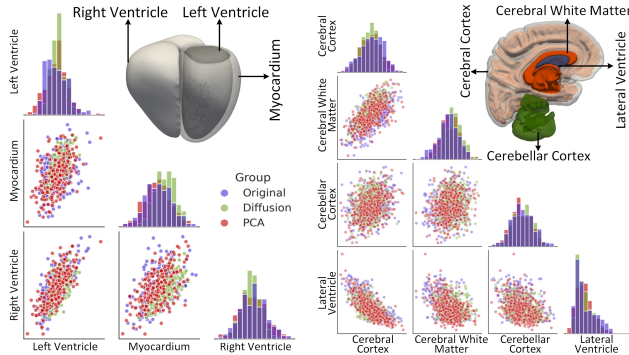 Right Ventricle
Left Ventricle
Myocardium
Left Ventricle
Myocardium
Right Ventricle
Group
Original
Diffusion
PCA
Left Ventricle
Myocardium
Right Ventricle
Cerebral White Matter
Cerebral Cortex
Lateral Ventricle
Cerebellar Cortex
Cerebral
Cortex
Cerebral White
Matter
Cerebellar
Cortex
Lateral
Ventricle
Cerebral
Cortex
Cerebral White
Matter
Cerebellar
Cortex
Lateral
Ventricle